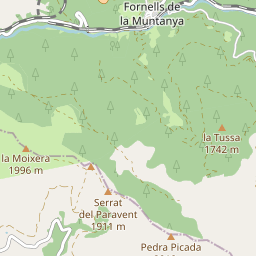 Fornells de
la Muntanya
la Tussa
1742 m
la Moixera
1996 m
Serrat
del Paravent
1911 m
Pedra Picada